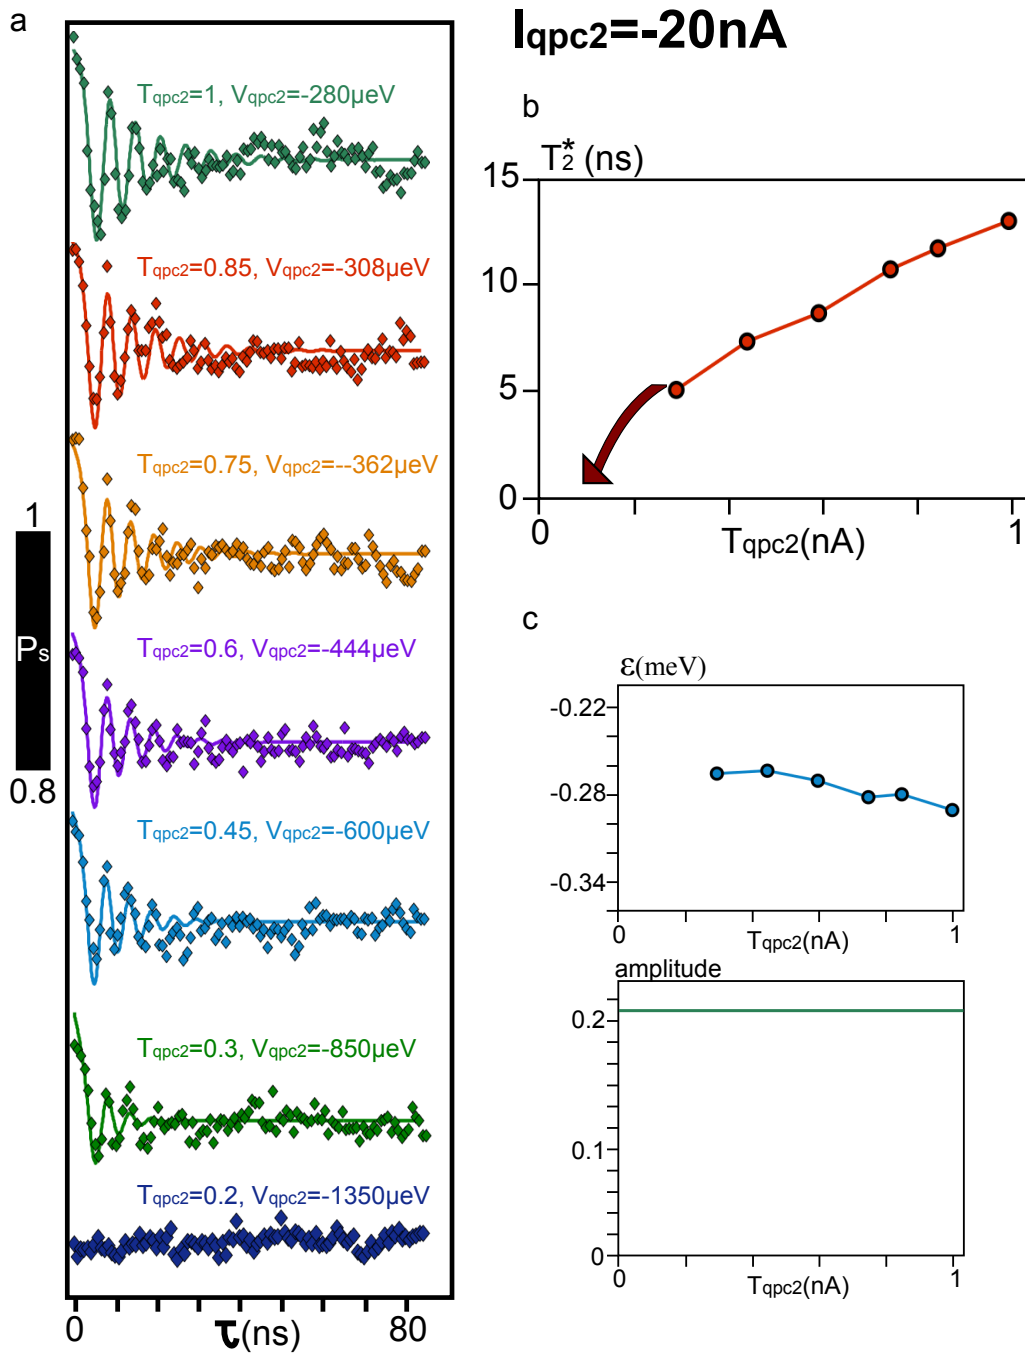 a
Iqpc2=-20nA
Tqpc2=1, Vqpc2=-280µeV
Tqpc2=0.85, Vqpc2=-308µeV
Tqpc2=0.75, Vqpc2=--362µeV
Tqpc2=0.6, Vqpc2=-444µeV
Tqpc2=0.45, Vqpc2=-600µeV
Tqpc2=0.3, Vqpc2=-850µeV
Tqpc2=0.2, Vqpc2=-1350µeV
1
Ps
0.8
0
80
τ(ns)
b
T2* (ns)
15
10
5
0
0
1
Tqpc2(nA)
c
ε(meV)
-0.22
-0.28
-0.34
0
1
Tqpc2(nA)
amplitude
0.2
0.1
0
0
1
Tqpc2(nA)